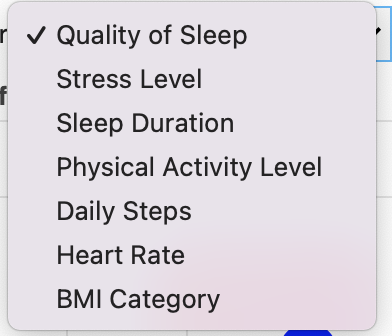 ✓ Quality of Sleep
Stress Level
Sleep Duration
Physical Activity Level
Daily Steps
Heart Rate
BMI Category